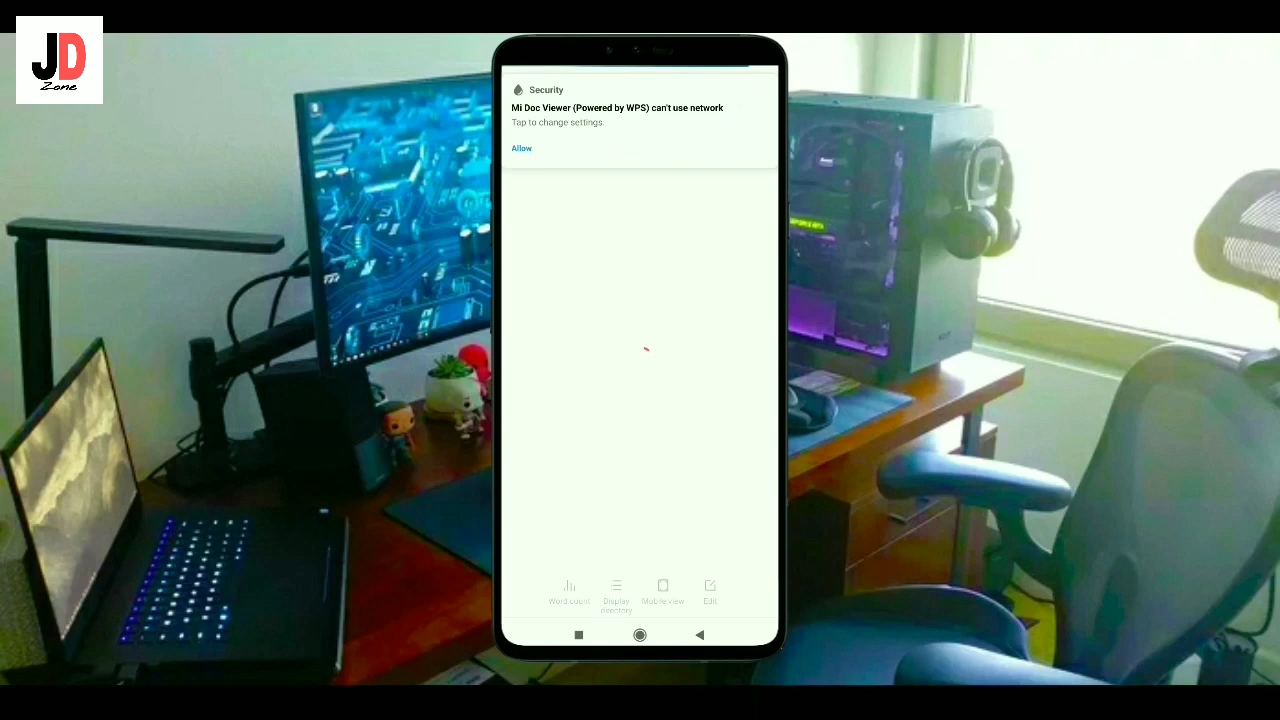 JD
Zone
Security
Mi Doc Viewer (Powered by WPS) can't use network
Tap to change settings.
Allow
Word count
Display directory
Mobile view
Edit